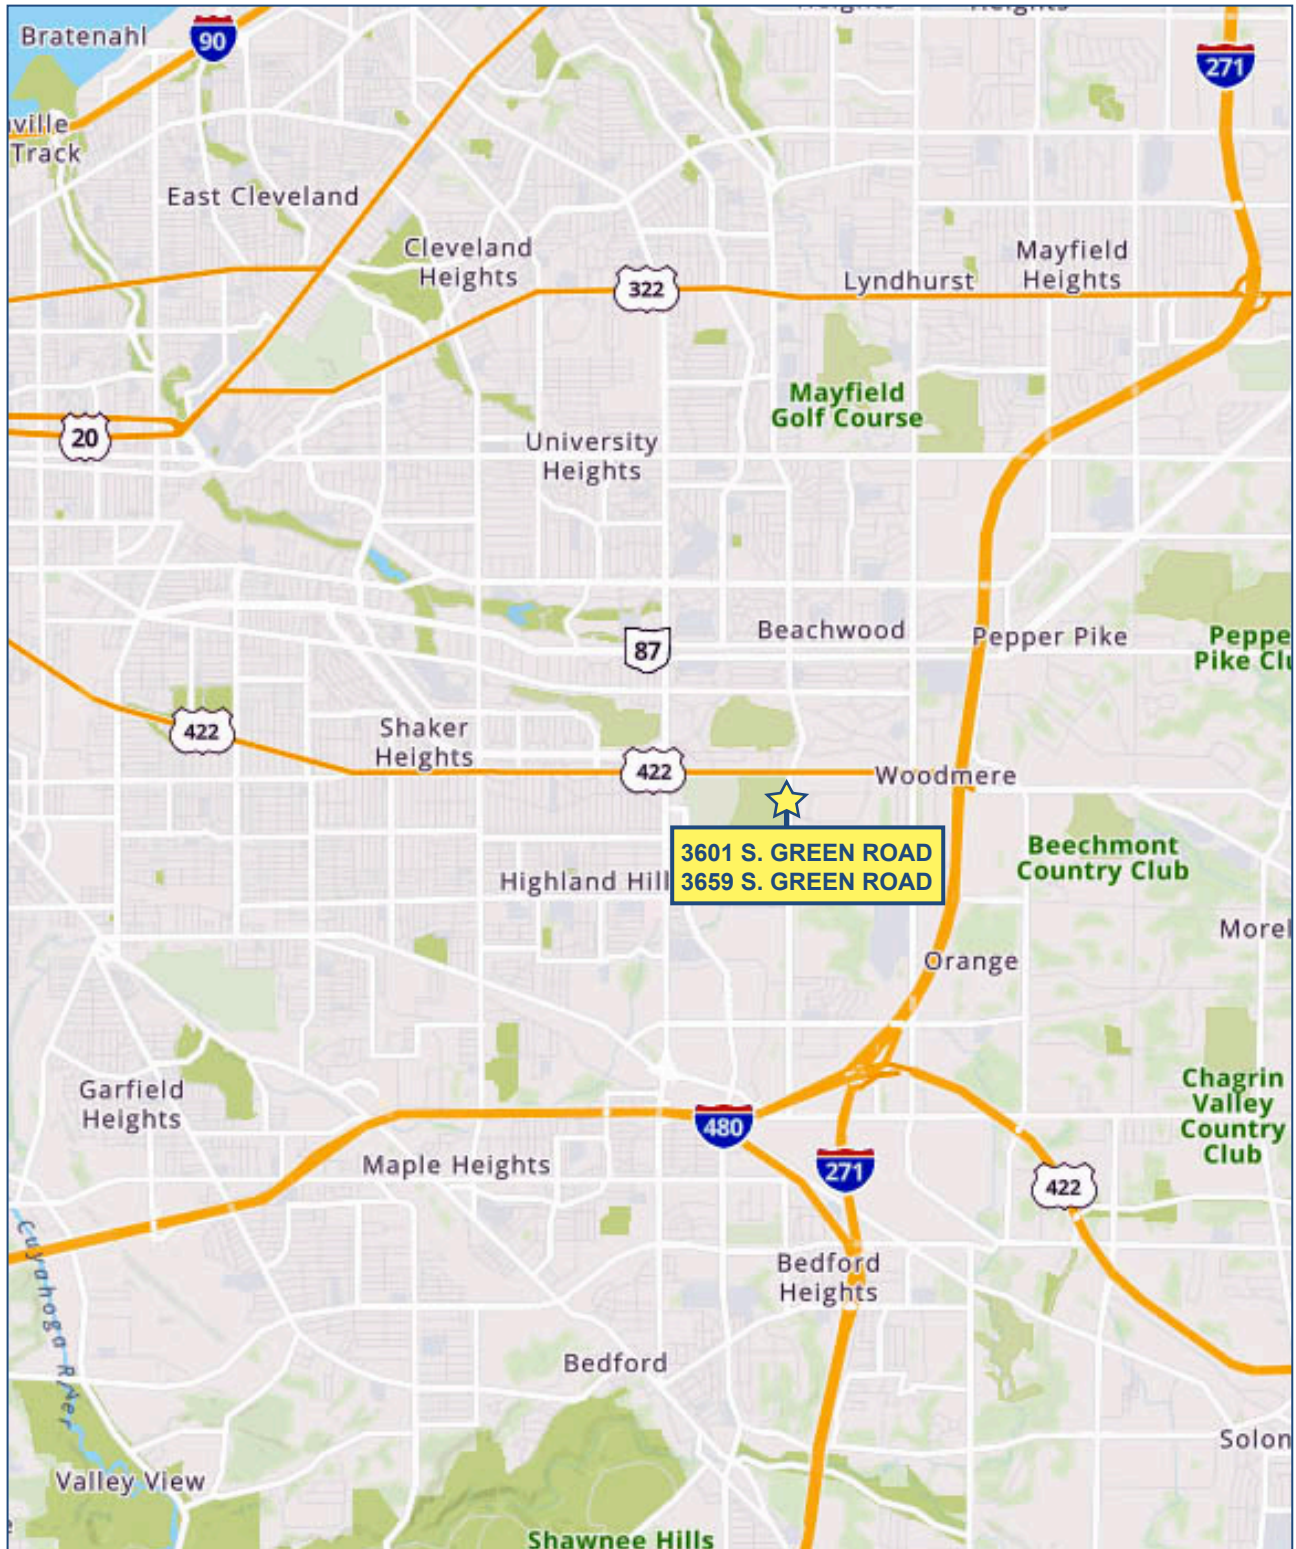 Heights
Heights
Bratenahl
90
271
ville
Track
East Cleveland
Cleveland
Heights
Mayfield
Heights
322
Lyndhurst
Mayfield
Golf Course
20
University
Heights
Beachwood
87
Pepper Pike
Peppe
Pike Clu
422
Shaker
Heights
422
Woodmere
3601 S. GREEN ROAD
3659 S. GREEN ROAD
Highland Hill
Beechmont
Country Club
Morel
Orange
Garfield
Heights
Chagrin
Valley
Country
Club
480
Maple Heights
271
422
Cuyahoga River
Bedford
Heights
Bedford
Solon
Valley View
Shawnee Hills